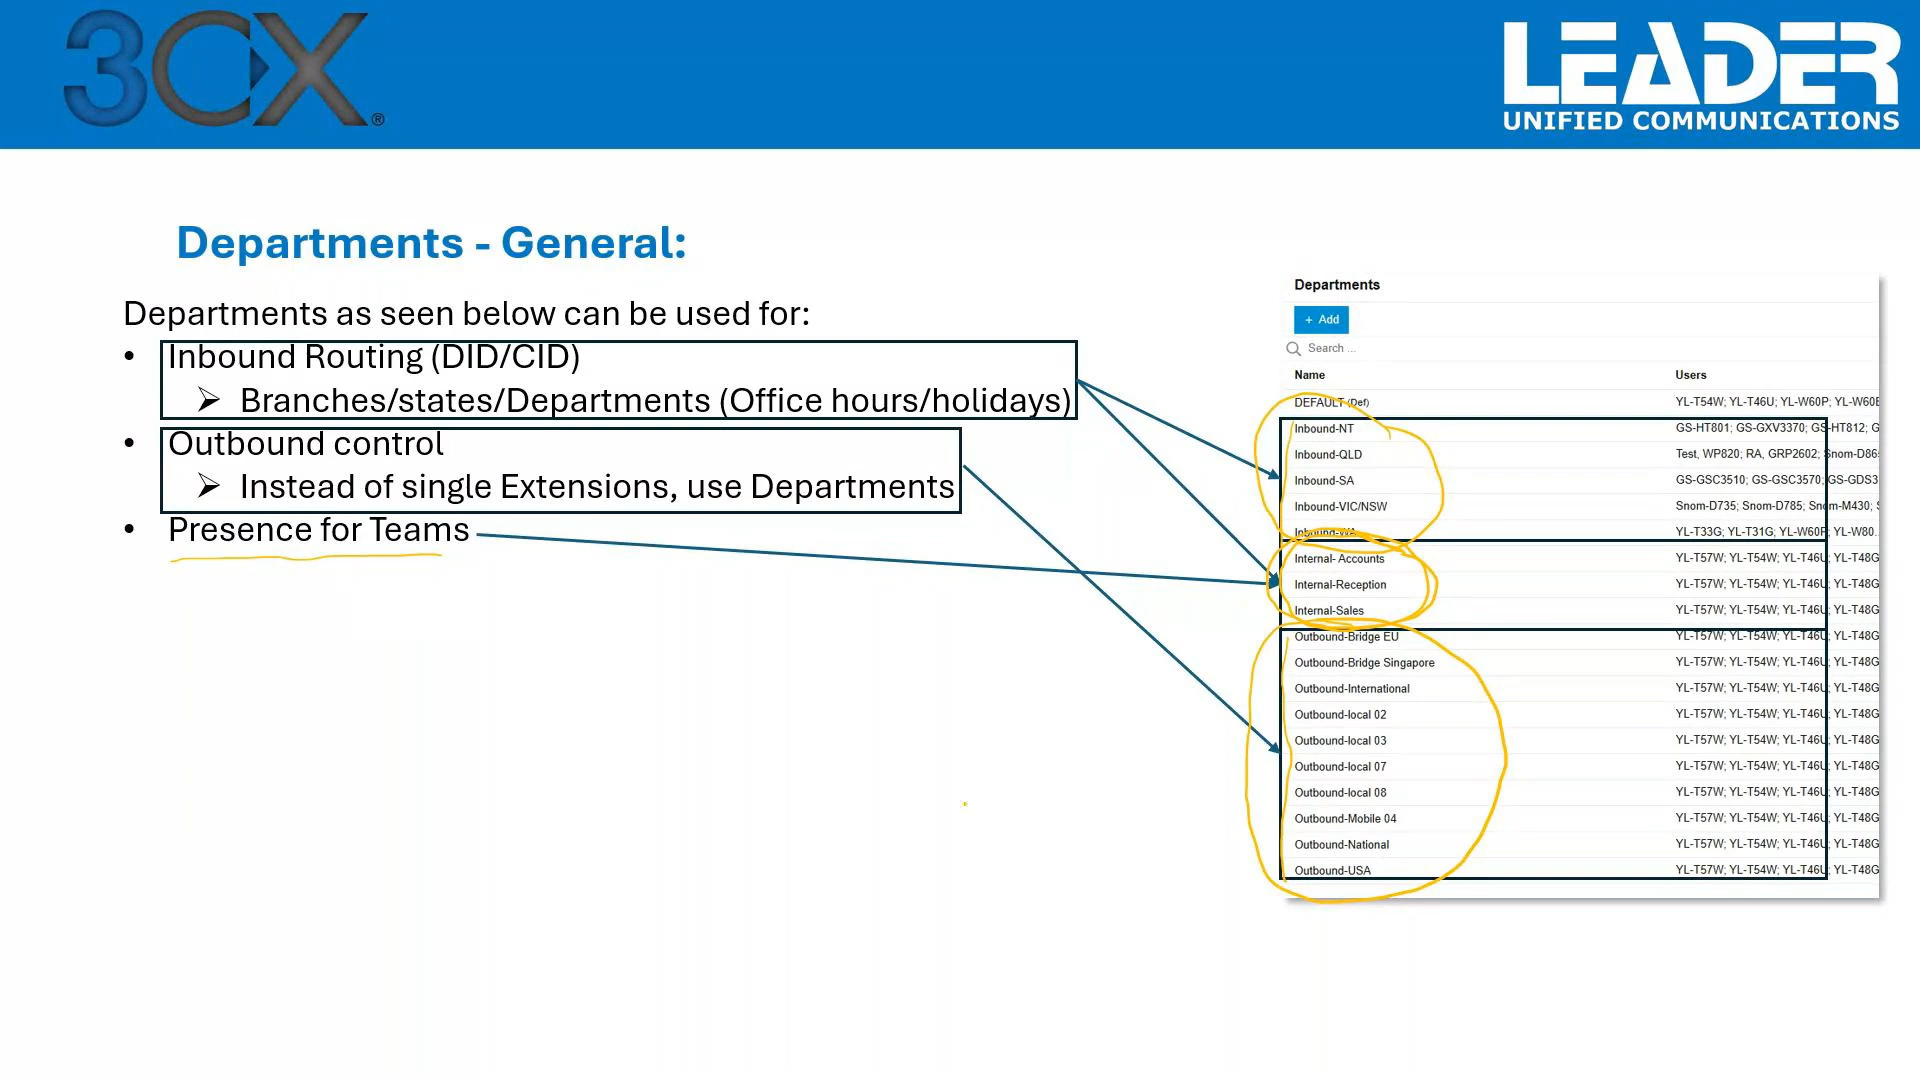 3CX®
LEADER
UNIFIED COMMUNICATIONS
Departments - General:
Departments as seen below can be used for:
• Inbound Routing (DID/CID)
➢ Branches/states/Departments (Office hours/holidays)
• Outbound control
➢ Instead of single Extensions, use Departments
• Presence for Teams
Departments
+ Add
Search ...
Name Users
DEFAULT (Def) YL-T54W; YL-T46U; YL-W60P; YL-W60B
Inbound-NT GS-HT801; GS-GXV3370; GS-HT812; G
Inbound-QLD Test, WP820; RA, GRP2602; Snom-D86
Inbound-SA GS-GSC3510; GS-GSC3570; GS-GDS3
Inbound-VIC/NSW Snom-D735; Snom-D785; Snom-M430; S
Inbound-WA YL-T33G; YL-T31G; YL-W60P; YL-W80.
Internal- Accounts YL-T57W; YL-T54W; YL-T46U; YL-T48G
Internal-Reception YL-T57W; YL-T54W; YL-T46U; YL-T48G
Internal-Sales YL-T57W; YL-T54W; YL-T46U; YL-T48G
Outbound-Bridge EU YL-T57W; YL-T54W; YL-T46U; YL-T48G
Outbound-Bridge Singapore YL-T57W; YL-T54W; YL-T46U; YL-T48G
Outbound-International YL-T57W; YL-T54W; YL-T46U; YL-T48G
Outbound-local 02 YL-T57W; YL-T54W; YL-T46U; YL-T48G
Outbound-local 03 YL-T57W; YL-T54W; YL-T46U; YL-T48G
Outbound-local 07 YL-T57W; YL-T54W; YL-T46U; YL-T48G
Outbound-local 08 YL-T57W; YL-T54W; YL-T46U; YL-T48G
Outbound-Mobile 04 YL-T57W; YL-T54W; YL-T46U; YL-T48G
Outbound-National YL-T57W; YL-T54W; YL-T46U; YL-T48G
Outbound-USA YL-T57W; YL-T54W; YL-T46U; YL-T48G